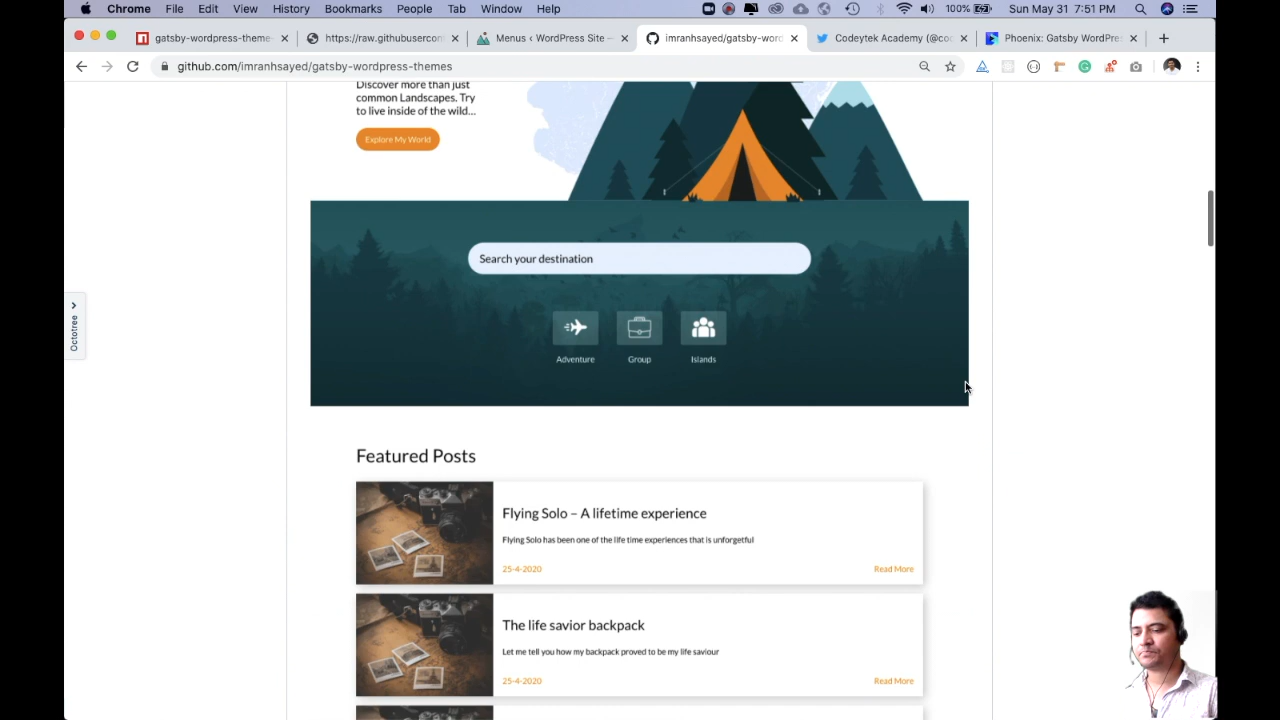 Chrome File Edit View History Bookmarks People Tab Window Help 100% Sun May 31 7:51 PM
gatsby-wordpress-theme- × https://raw.githubusercon × Menus ‹ WordPress Site — × imranhsayed/gatsby-word × Codeytek Academy (@coc × Phoenix: Gatsby WordPres × +
github.com/imranhsayed/gatsby-wordpress-themes
Discover more than just
common Landscapes. Try
to live inside of the wild...
Explore My World
Search your destination
Adventure Group Islands
Octotree
Featured Posts
Flying Solo – A lifetime experience
Flying Solo has been one of the life time experiences that is unforgetful
25-4-2020 Read More
The life savior backpack
Let me tell you how my backpack proved to be my life saviour
25-4-2020 Read More